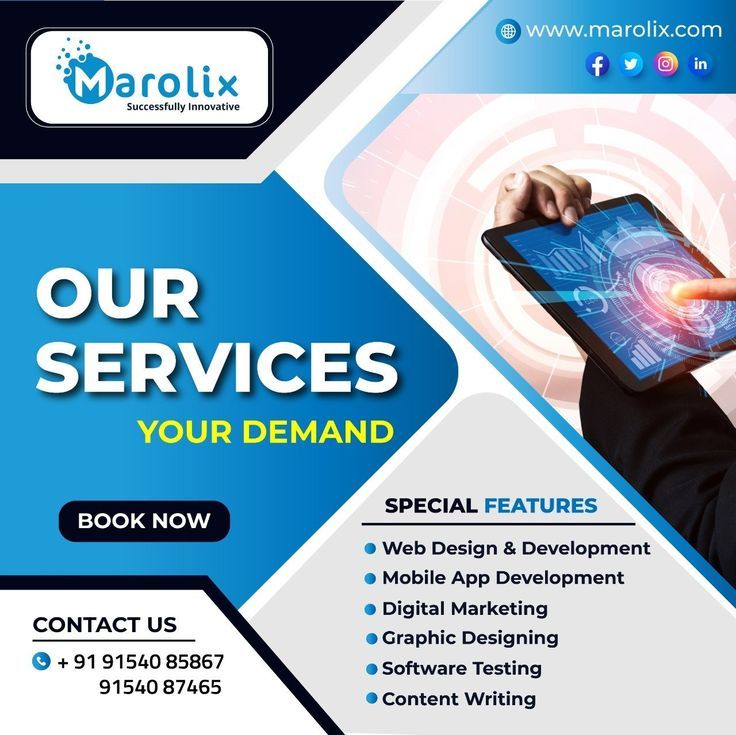 Marolix
Successfully Innovative
www.marolix.com
OUR
SERVICES
YOUR DEMAND
BOOK NOW
CONTACT US
+ 91 91540 85867
91540 87465
SPECIAL FEATURES
Web Design & Development
Mobile App Development
Digital Marketing
Graphic Designing
Software Testing
Content Writing